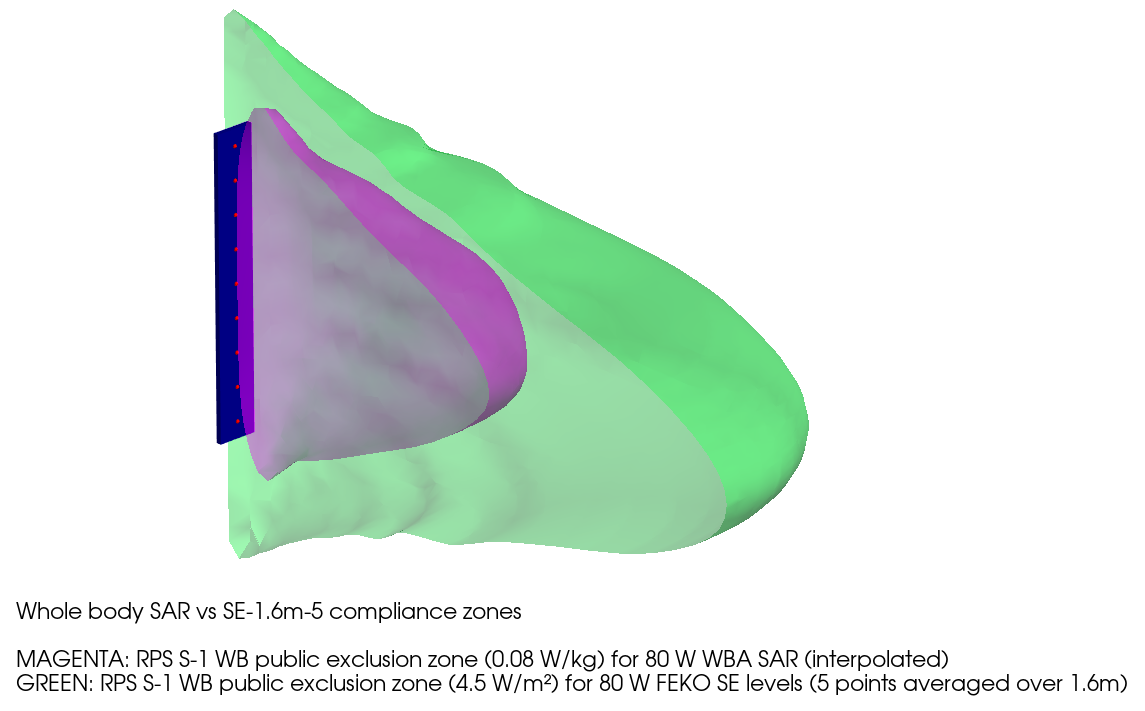 Whole body SAR vs SE-1.6m-5 compliance zones
MAGENTA: RPS S-1 WB public exclusion zone (0.08 W/kg) for 80 W WBA SAR (interpolated)
GREEN: RPS S-1 WB public exclusion zone (4.5 W/m²) for 80 W FEKO SE levels (5 points averaged over 1.6m)